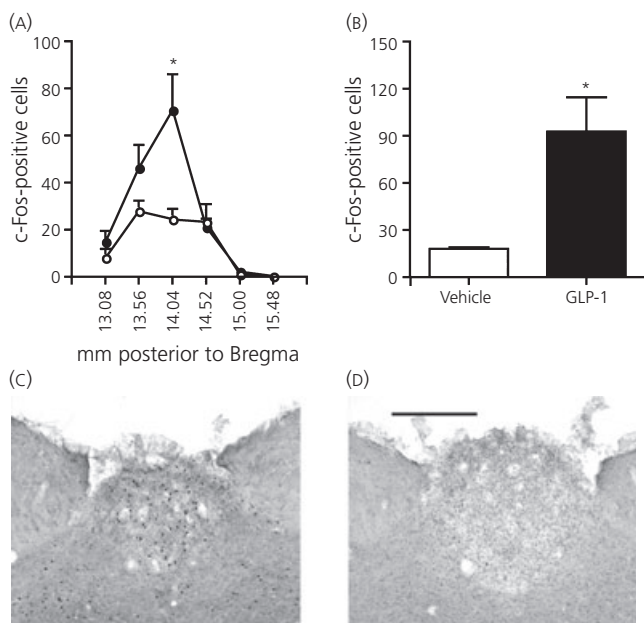 (A)
c-Fos-positive cells
100
80
60
40
20
0
*
13.08
13.56
14.04
14.52
15.00
15.48
mm posterior to Bregma
(B)
c-Fos-positive cells
150
120
90
60
30
0
*
Vehicle
GLP-1
(C)
(D)